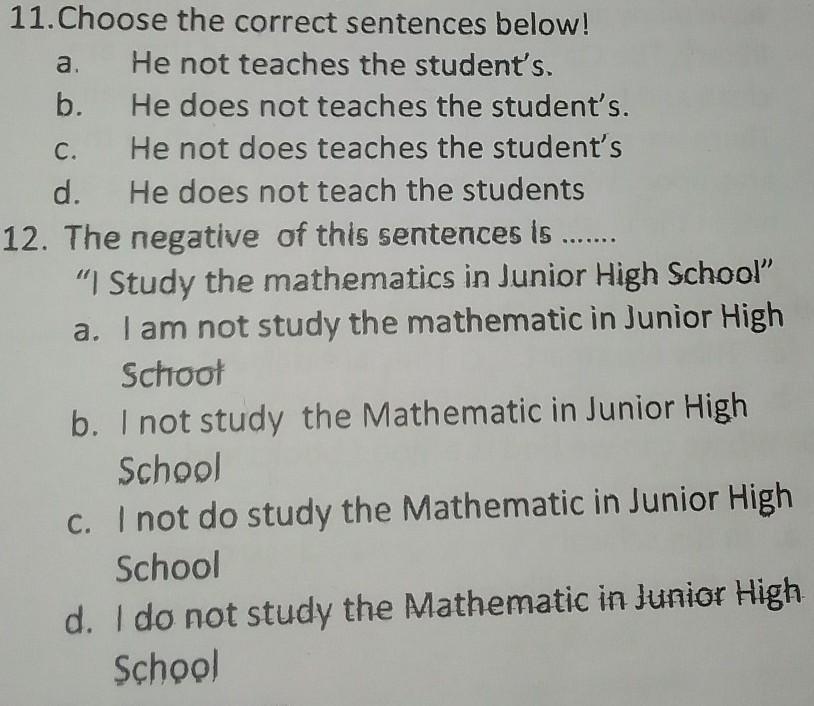 11. Choose the correct sentences below!
a. He not teaches the student's.
b. He does not teaches the student's.
c. He not does teaches the student's
d. He does not teach the students
12. The negative of this sentences is .......
"I Study the mathematics in Junior High School"
a. I am not study the mathematic in Junior High
School
b. I not study the Mathematic in Junior High
School
c. I not do study the Mathematic in Junior High
School
d. I do not study the Mathematic in Junior High
School